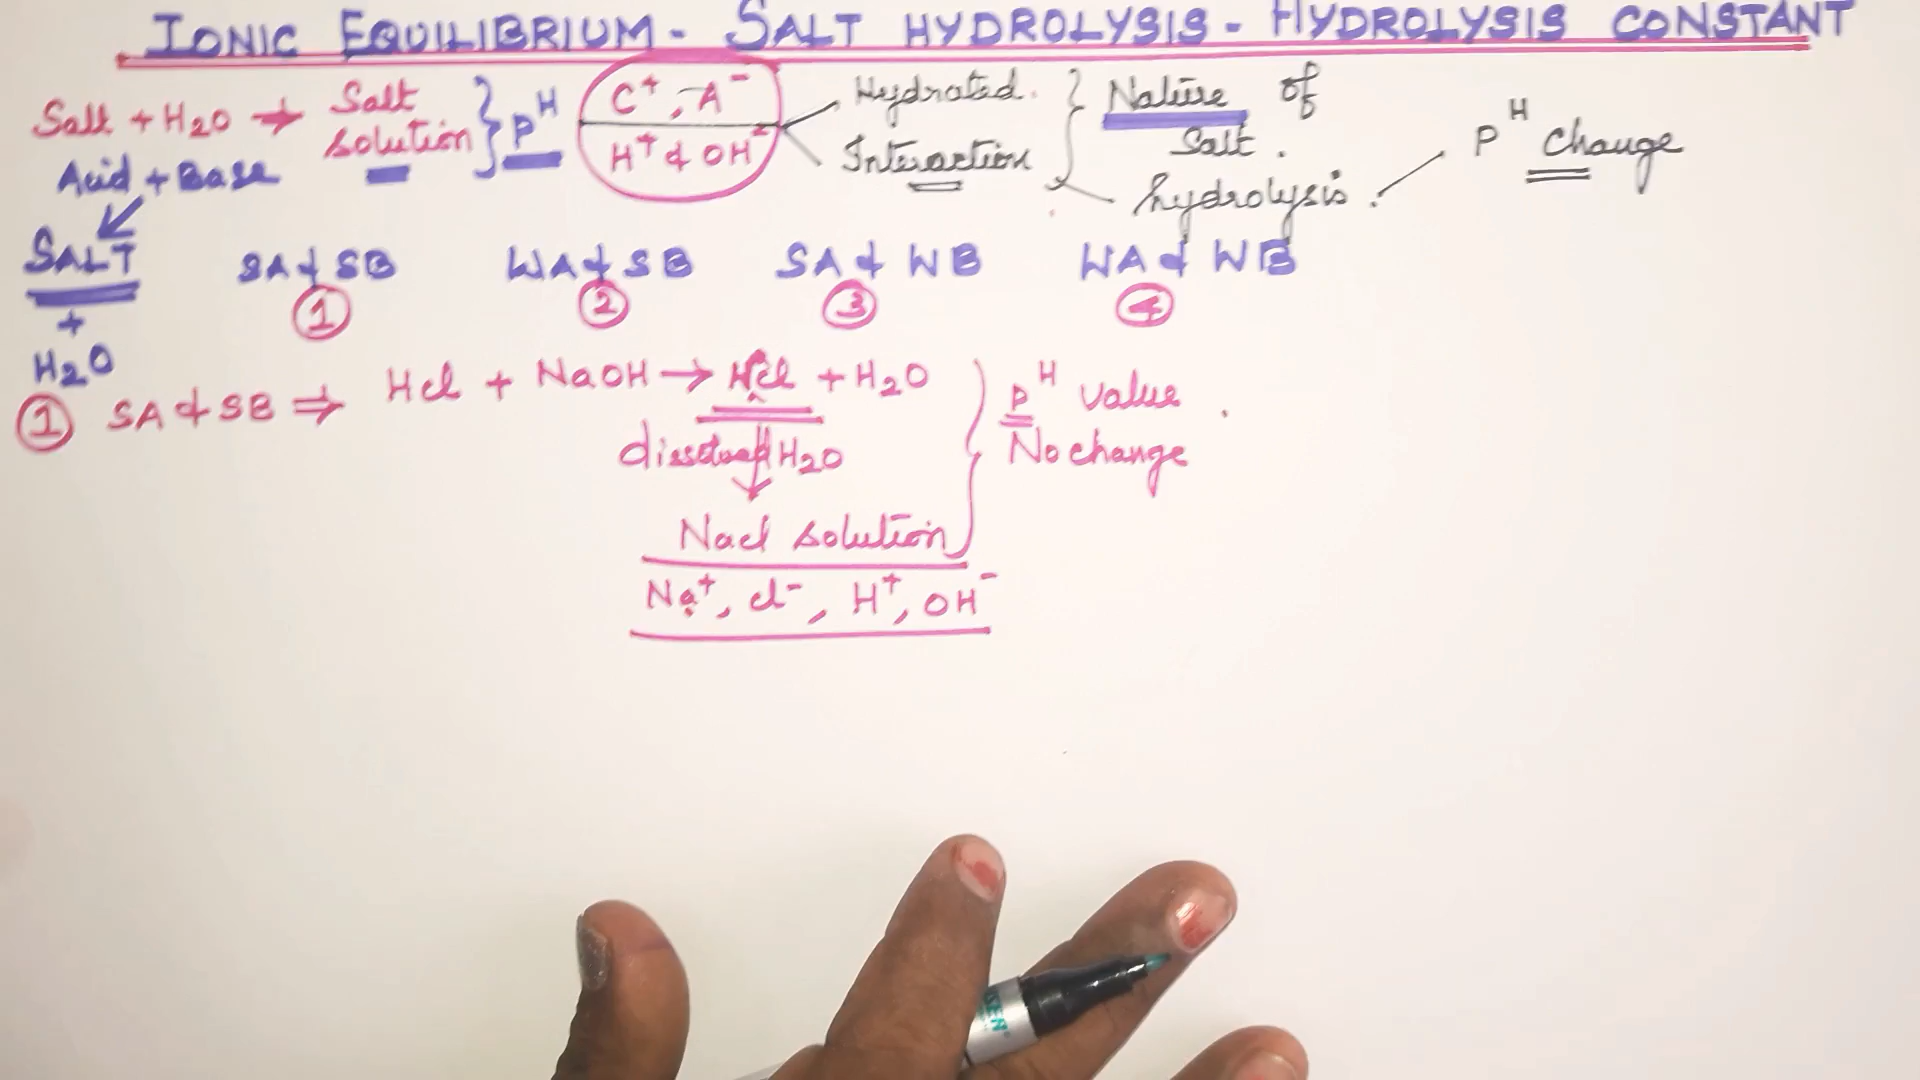 IONIC EQUILIBRIUM - SALT HYDROLYSIS - HYDROLYSIS CONSTANT
Salt + H2O → Salt solution } pH
C+, A-
H+ & OH-
Hydrated.
Interaction
Nature of Salt.
hydrolysis.
pH change
Acid + Base
SALT
+
H2O
SA & SB
WA & SB
SA & WB
WA & WB
1
2
3
4
1 SA & SB ⇒ Hcl + NaOH → + H2O
H2O
Nacl solution
Na+, cl-, H+, OH-
pH value
No change